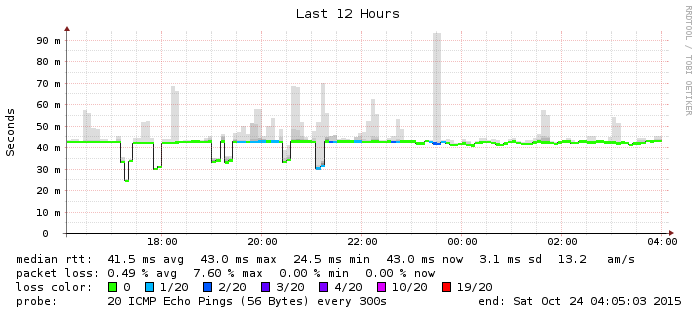 Last 12 Hours
RRDTOOL / TOBI OETIKER
Seconds
90 m
80 m
70 m
60 m
50 m
40 m
30 m
20 m
10 m
0
18:00 20:00 22:00 00:00 02:00 04:00
median rtt: 41.5 ms avg 43.0 ms max 24.5 ms min 43.0 ms now 3.1 ms sd 13.2 am/s
packet loss: 0.49 % avg 7.60 % max 0.00 % min 0.00 % now
loss color: 0 1/20 2/20 3/20 4/20 10/20 19/20
probe: 20 ICMP Echo Pings (56 Bytes) every 300s end: Sat Oct 24 04:05:03 2015